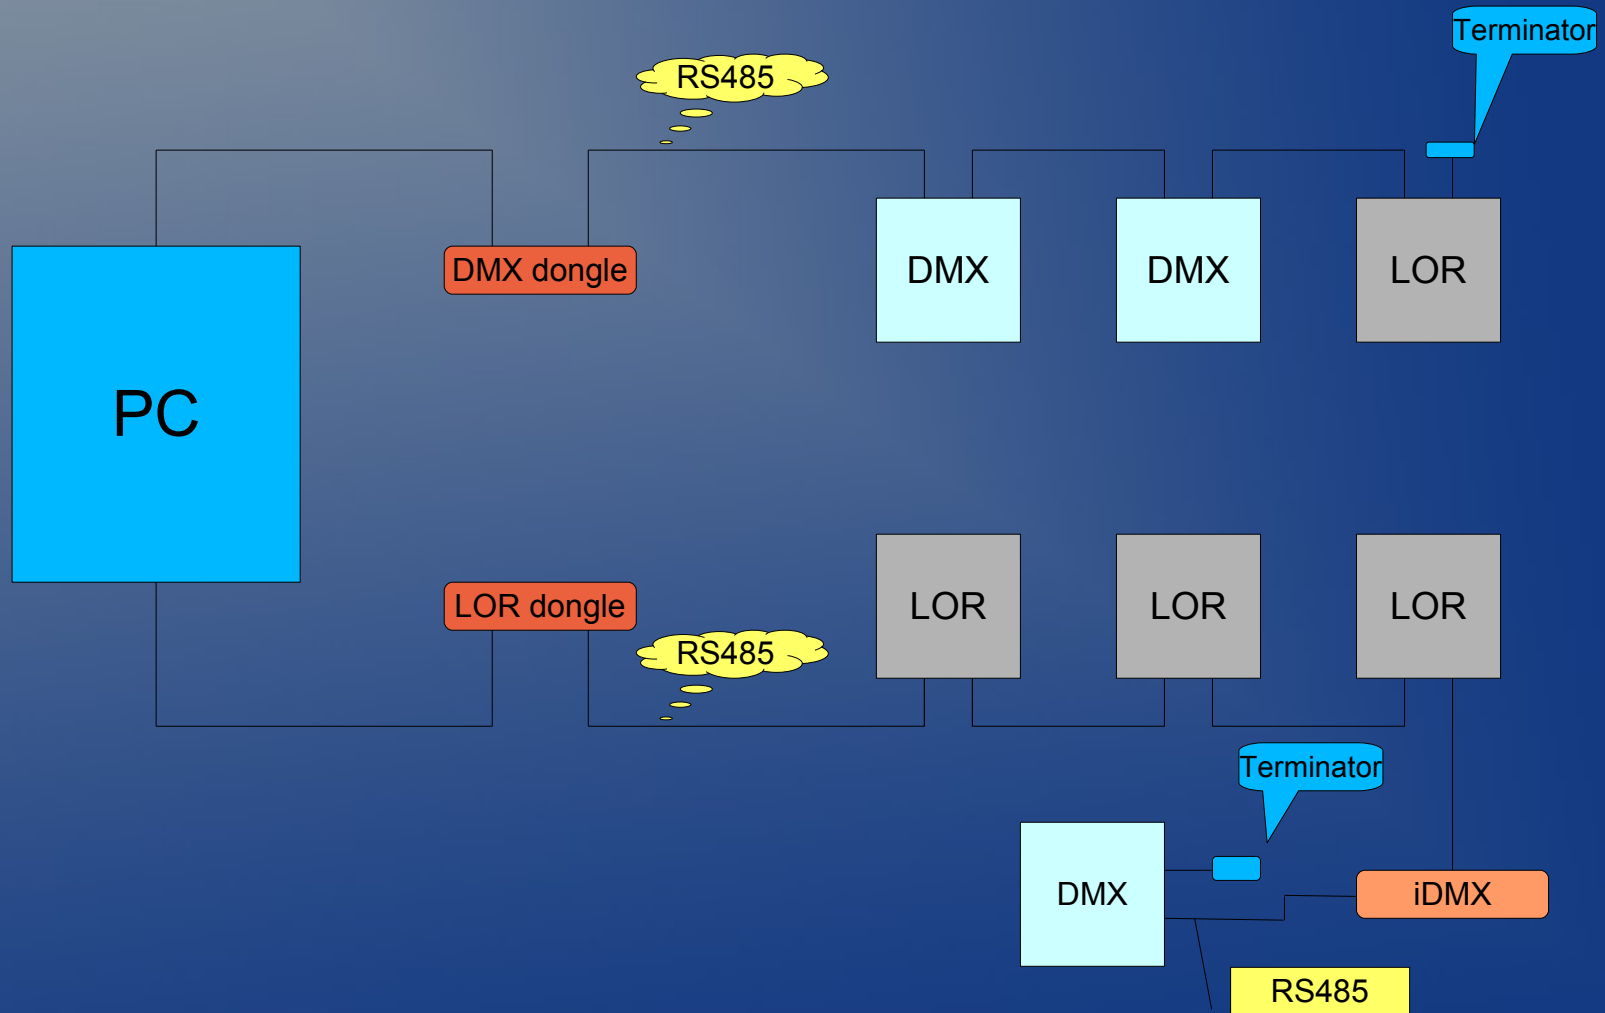 Terminator
RS485
DMX dongle
DMX
DMX
LOR
PC
LOR dongle
LOR
LOR
LOR
RS485
Terminator
DMX
iDMX
RS485